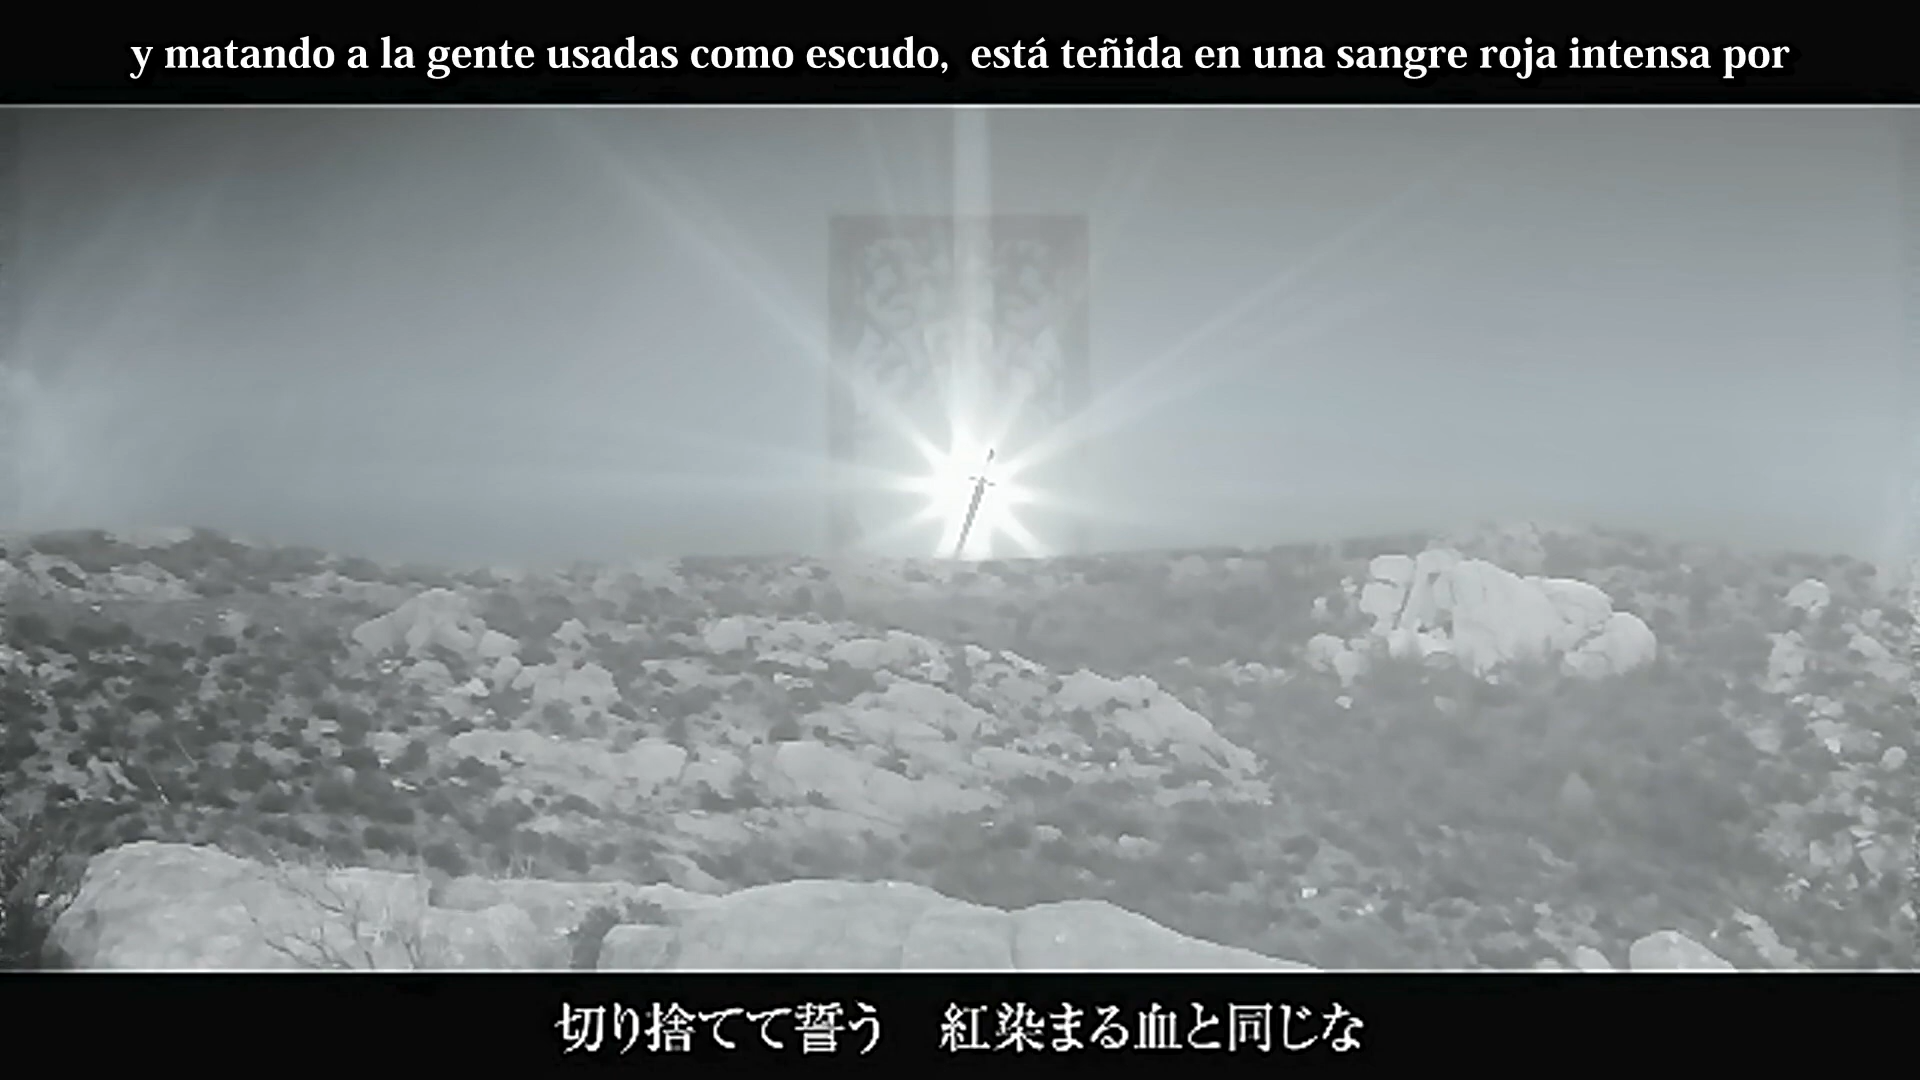 y matando a la gente usadas como escudo, está teñida en una sangre roja intensa por
切り捨てて誓う 紅染まる血と同じな